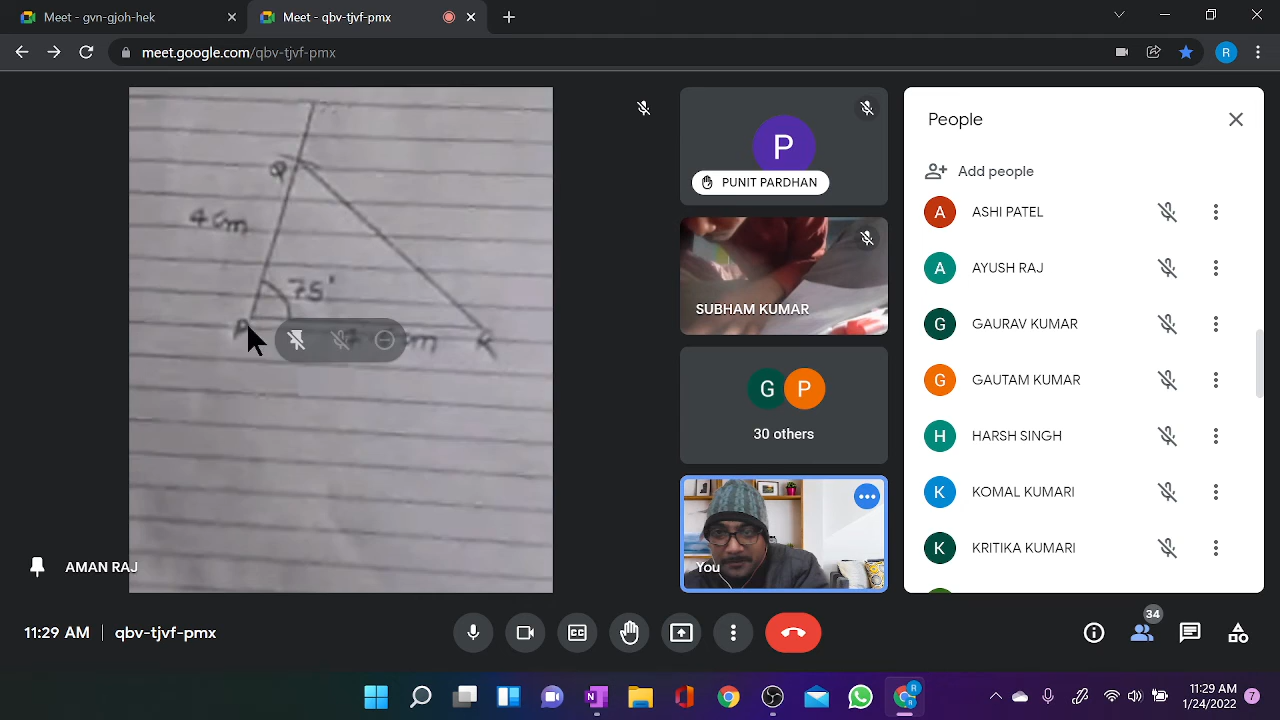 Meet - gvn-gjoh-hek
Meet - qbv-tjvf-pmx
meet.google.com/qbv-tjvf-pmx
R
4cm
75°
R
AMAN RAJ
P
PUNIT PARDHAN
SUBHAM KUMAR
G P
30 others
You
People
Add people
A ASHI PATEL
A AYUSH RAJ
G GAURAV KUMAR
G GAUTAM KUMAR
H HARSH SINGH
K KOMAL KUMARI
K KRITIKA KUMARI
11:29 AM | qbv-tjvf-pmx
CC
34
R
11:29 AM
1/24/2022
7